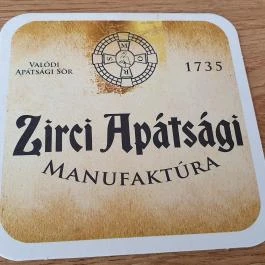 VALÓDI
APÁTSÁGI SÖR
1735
Zirci Apátsági
MANUFAKTÚRA